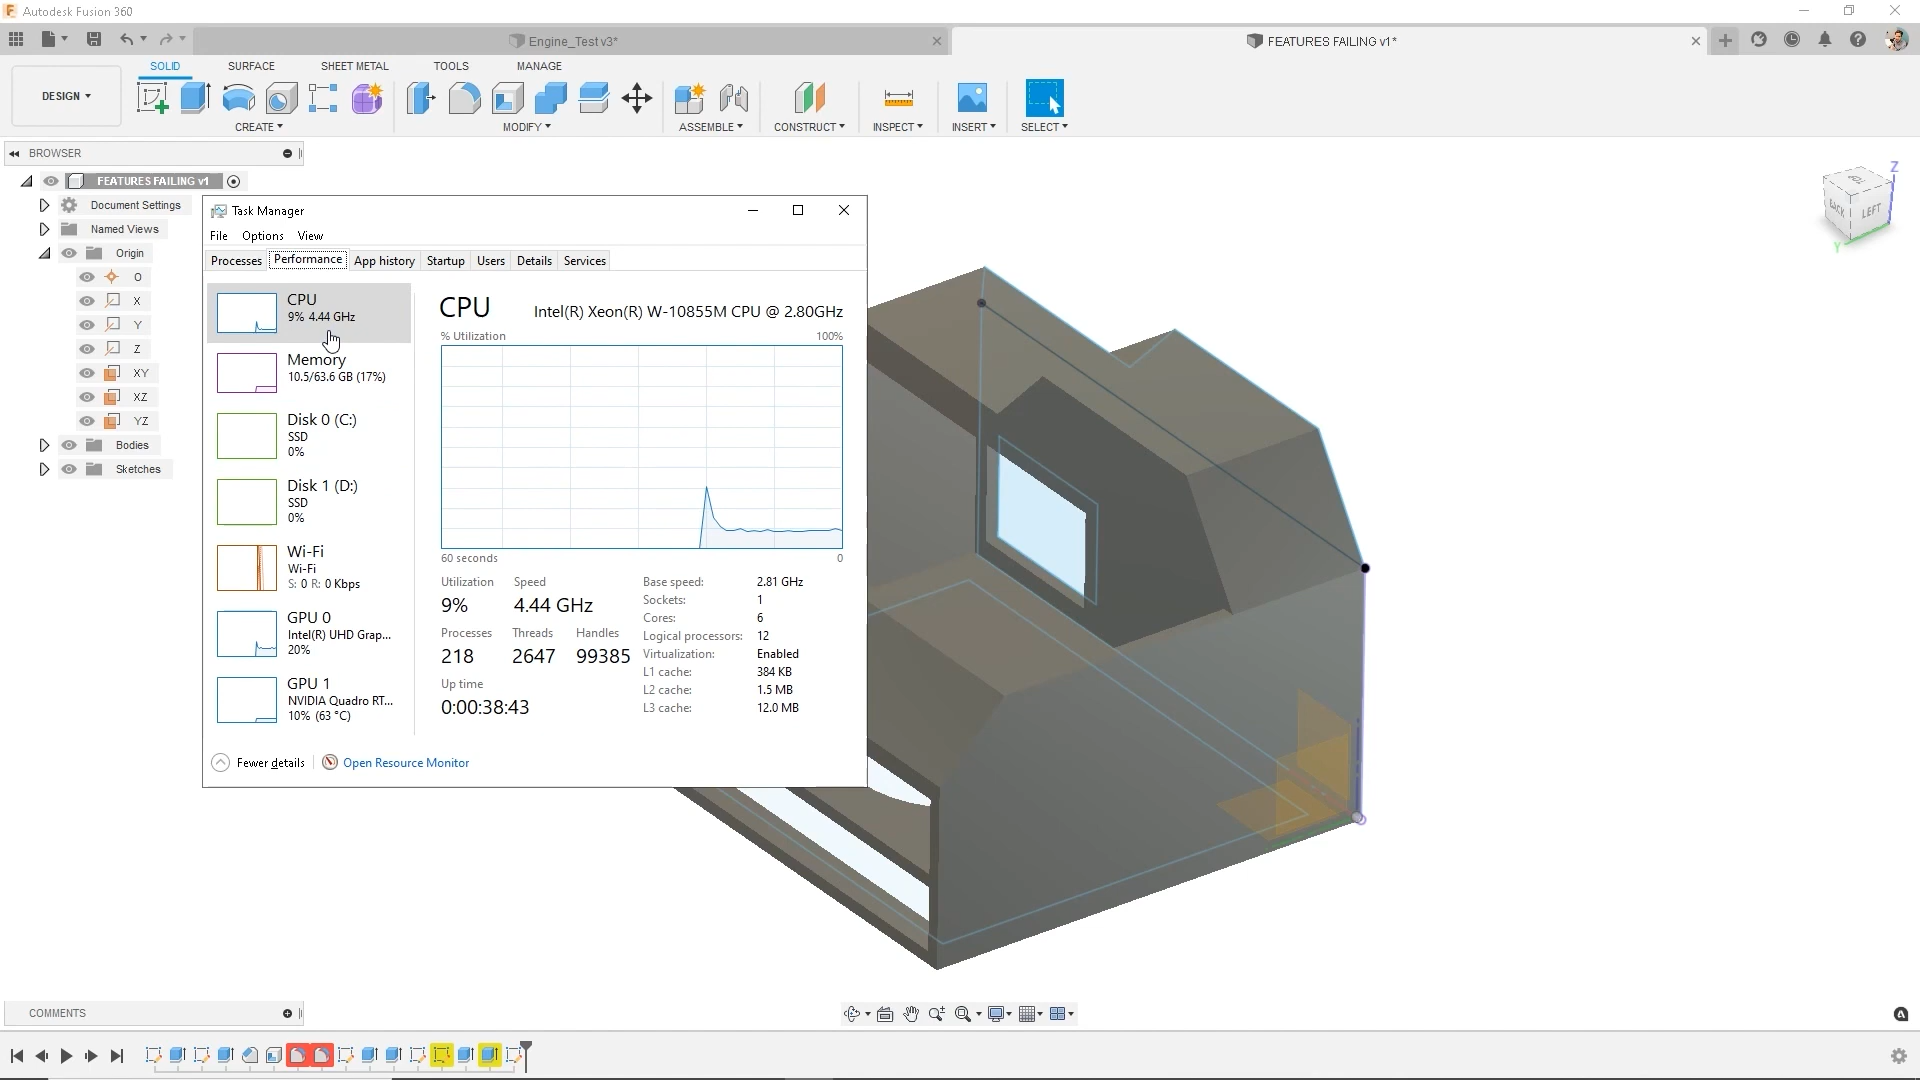 Autodesk Fusion 360
Engine_Test v3*
FEATURES FAILING v1*
SOLID SURFACE SHEET METAL TOOLS MANAGE
DESIGN
CREATE MODIFY ASSEMBLE CONSTRUCT INSPECT INSERT SELECT
BROWSER
FEATURES FAILING v1
Document Settings
Named Views
Origin
O
X
Y
Z
XY
XZ
YZ
Bodies
Sketches
Task Manager
File Options View
Processes Performance App history Startup Users Details Services
CPU
9% 4.44 GHz
Memory
10.5/63.6 GB (17%)
Disk 0 (C:)
SSD
0%
Disk 1 (D:)
SSD
0%
Wi-Fi
Wi-Fi
S: 0 R: 0 Kbps
GPU 0
Intel(R) UHD Grap...
20%
GPU 1
NVIDIA Quadro RT...
10% (63 °C)
CPU Intel(R) Xeon(R) W-10855M CPU @ 2.80GHz
% Utilization 100%
60 seconds 0
Utilization Speed
9% 4.44 GHz
Processes Threads Handles
218 2647 99385
Up time
0:00:38:43
Base speed: 2.81 GHz
Sockets: 1
Cores: 6
Logical processors: 12
Virtualization: Enabled
L1 cache: 384 KB
L2 cache: 1.5 MB
L3 cache: 12.0 MB
Fewer details Open Resource Monitor
Z
BACK LEFT
Y
COMMENTS